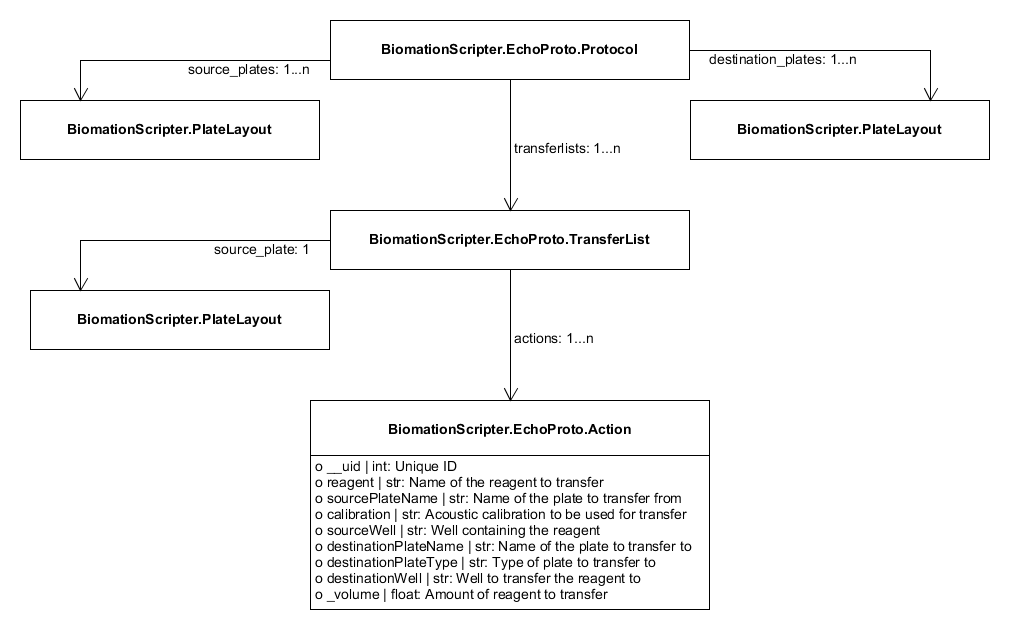 BiomationScripter.EchoProto.Protocol
source_plates: 1...n
destination_plates: 1...n
BiomationScripter.PlateLayout
BiomationScripter.PlateLayout
transferlists: 1...n
BiomationScripter.EchoProto.TransferList
source_plate: 1
BiomationScripter.PlateLayout
actions: 1...n
BiomationScripter.EchoProto.Action
o __uid | int: Unique ID
o reagent | str: Name of the reagent to transfer
o sourcePlateName | str: Name of the plate to transfer from
o calibration | str: Acoustic calibration to be used for transfer
o sourceWell | str: Well containing the reagent
o destinationPlateName | str: Name of the plate to transfer to
o destinationPlateType | str: Type of plate to transfer to
o destinationWell | str: Well to transfer the reagent to
o _volume | float: Amount of reagent to transfer